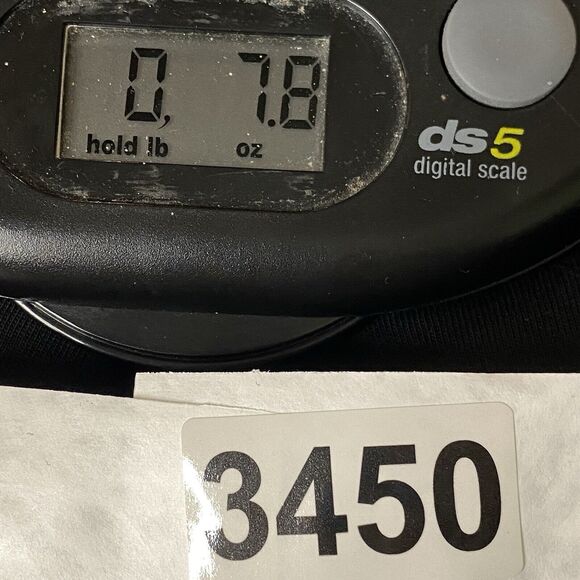 0, 7.8
hold lb oz
ds5
digital scale
3450